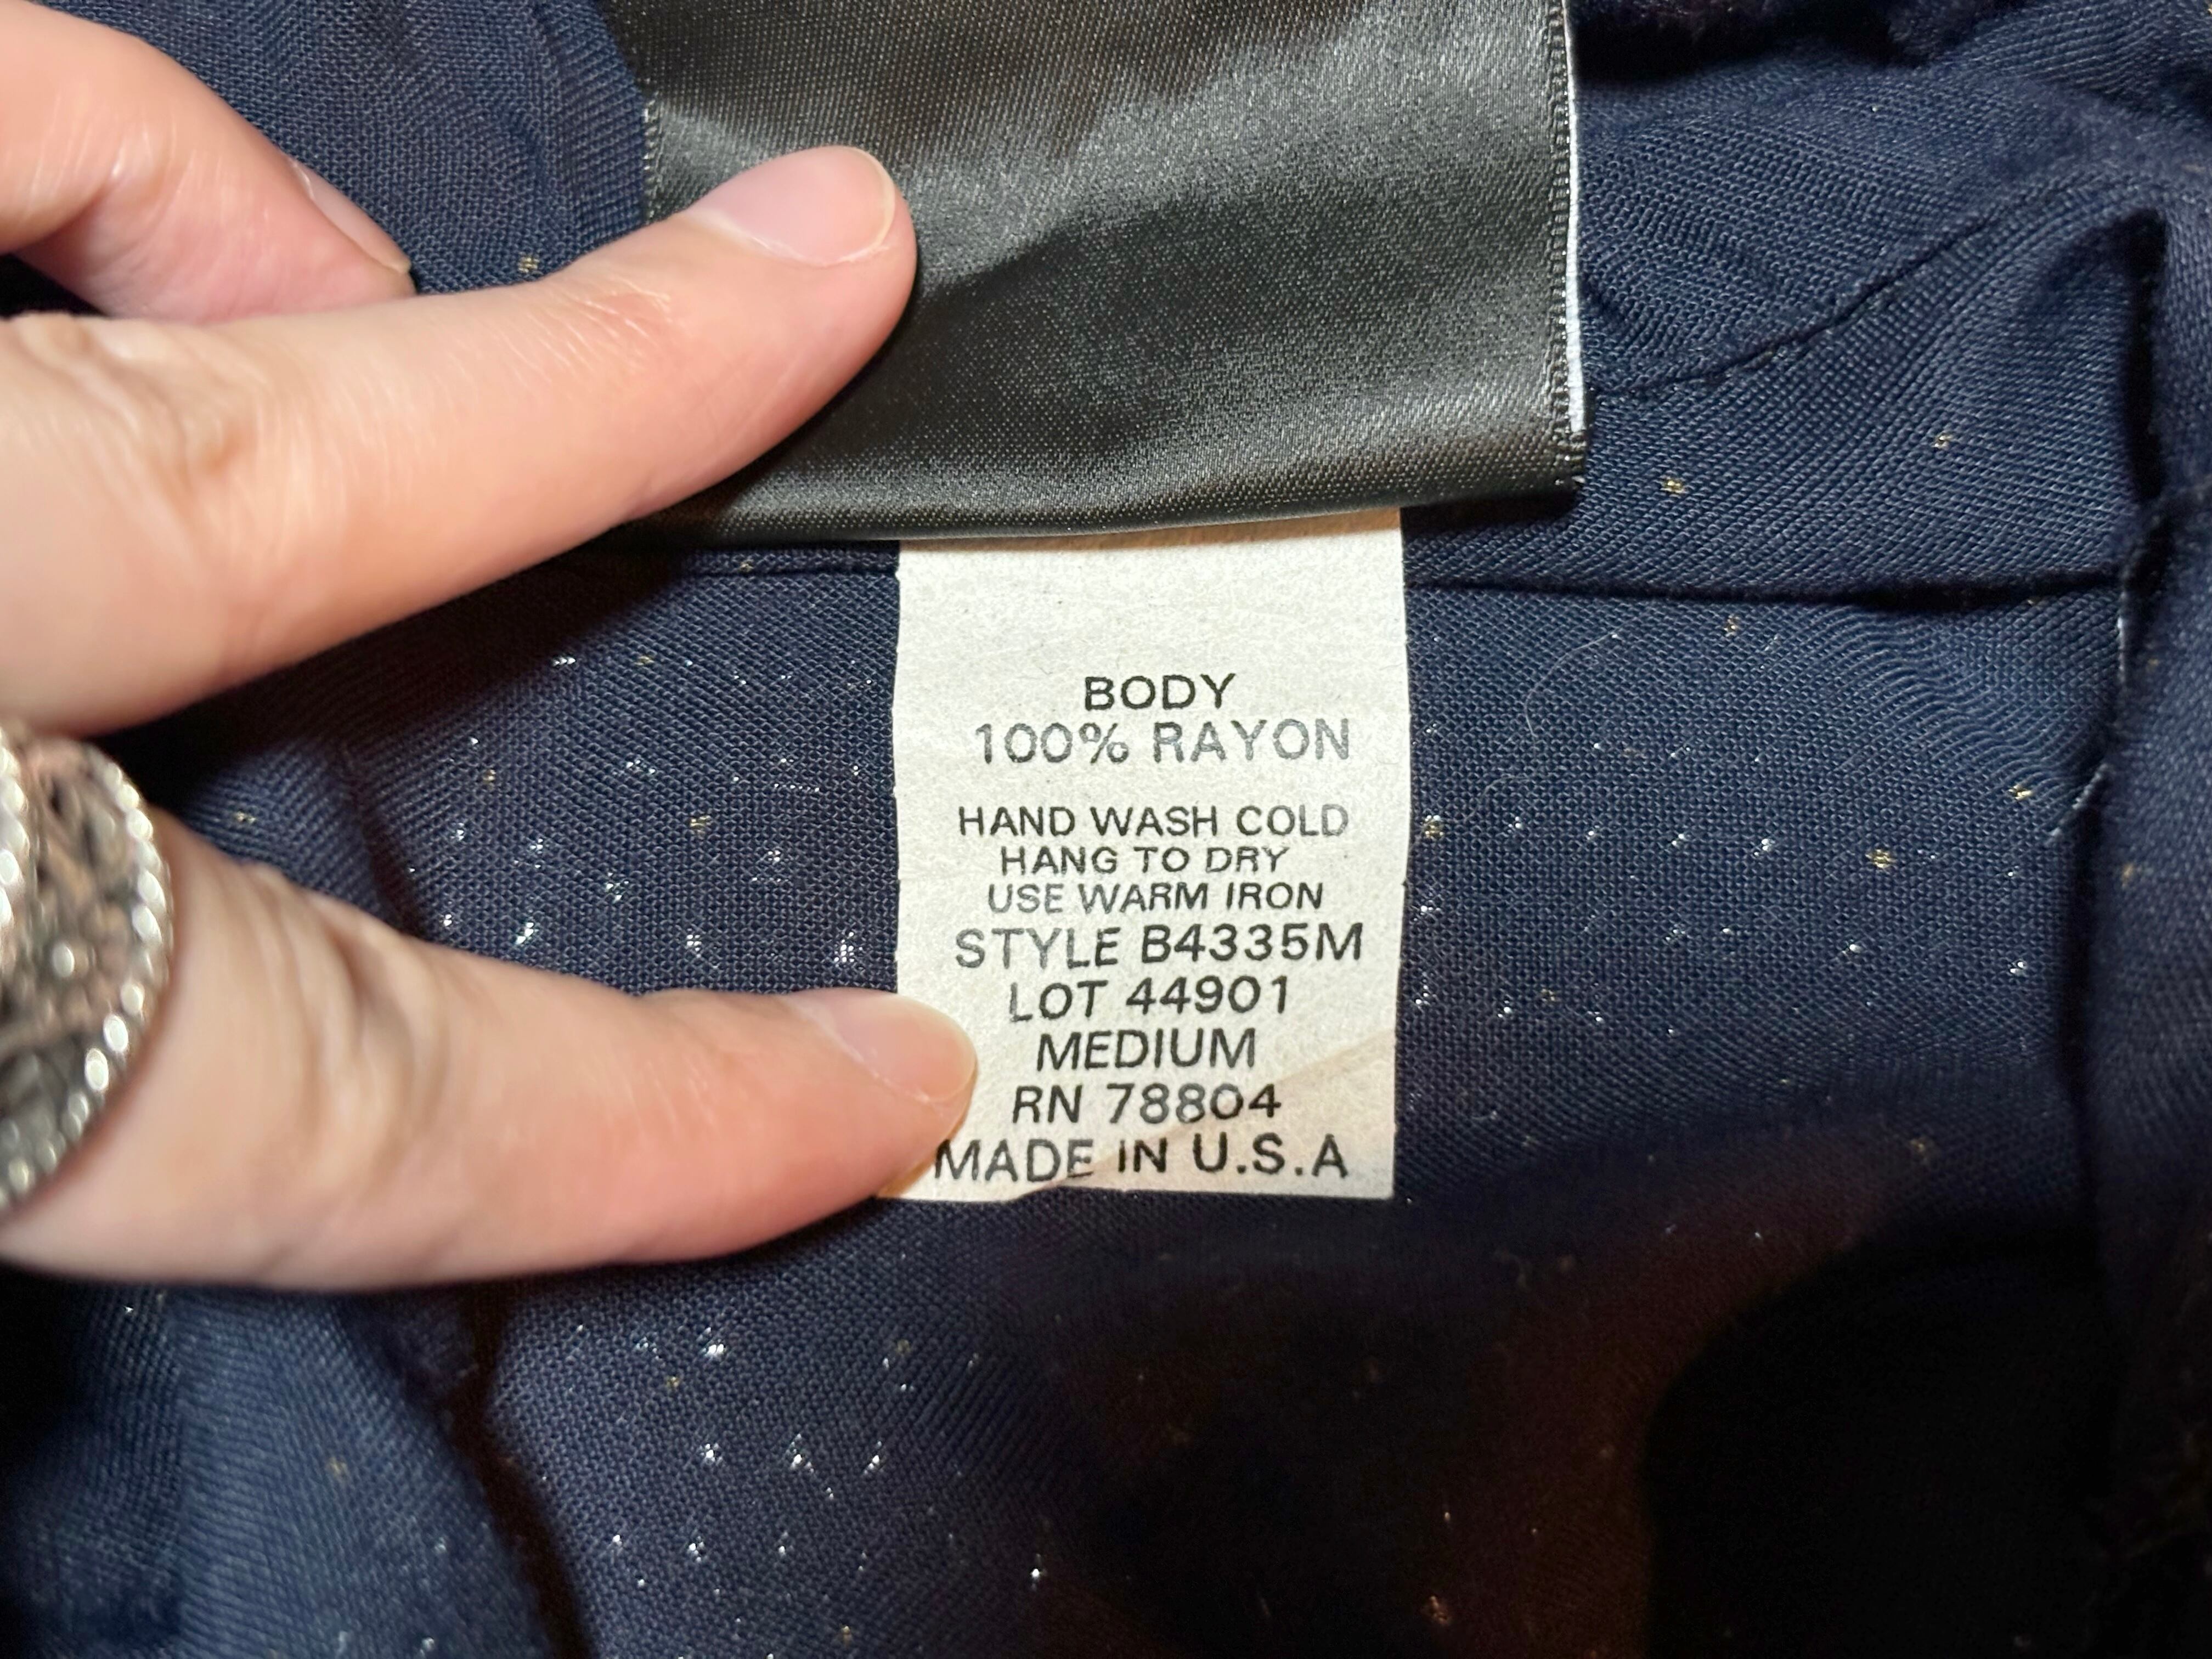 BODY
100% RAYON
HAND WASH COLD
HANG TO DRY
USE WARM IRON
STYLE B4335M
LOT 44901
MEDIUM
RN 78804
MADE IN U.S.A